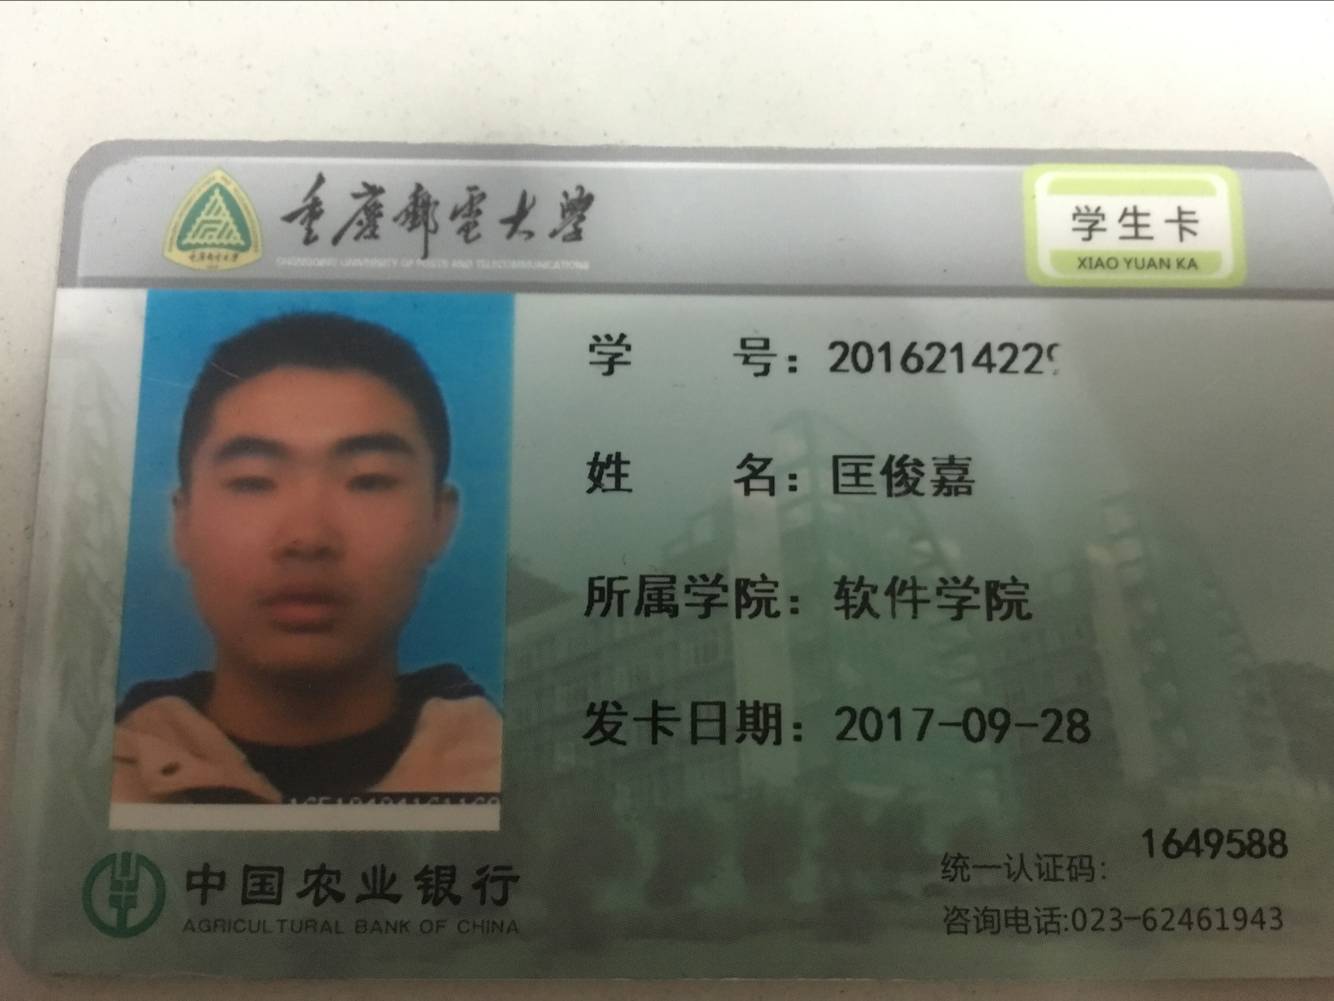 重庆邮电大学
学生卡
XIAO YUAN KA
学 号: 201621422
姓 名: 匡俊嘉
所属学院: 软件学院
发卡日期: 2017-09-28
中国农业银行
AGRICULTURAL BANK OF CHINA
统一认证码: 1649588
咨询电话:023-62461943